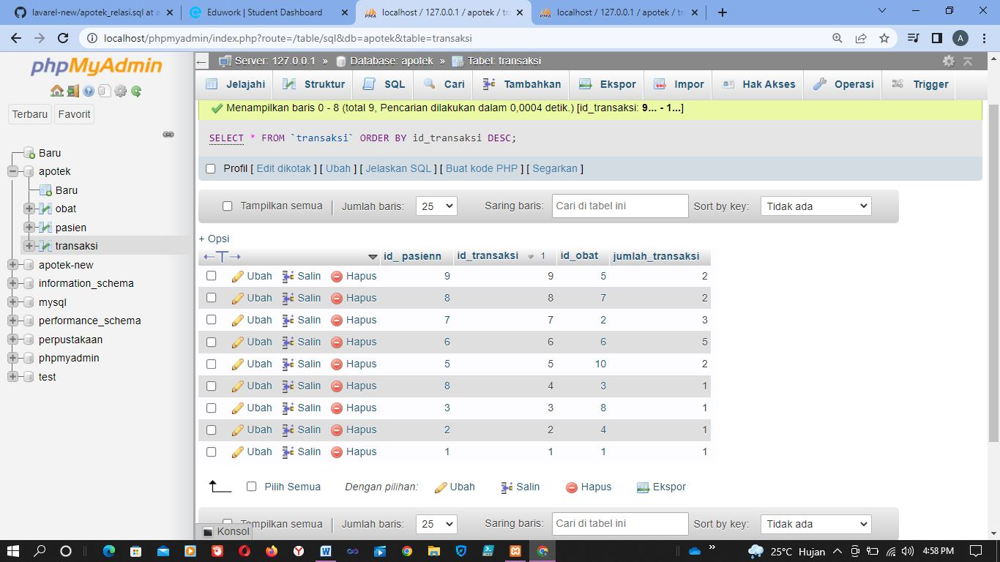 lavarel-new/apotek_relasi.sql at a
Eduwork | Student Dashboard
localhost / 127.0.0.1 / apotek / tra
localhost / 127.0.0.1 / apotek / tra
localhost/phpmyadmin/index.php?route=/table/sql&db=apotek&table=transaksi
A
phpMyAdmin
Terbaru Favorit
Baru
apotek
Baru
obat
pasien
transaksi
apotek-new
information_schema
mysql
performance_schema
perpustakaan
phpmyadmin
test
Server: 127.0.0.1 » Database: apotek » Tabel: transaksi
Jelajahi Struktur SQL Cari Tambahkan Ekspor Impor Hak Akses Operasi Trigger
Menampilkan baris 0 - 8 (total 9, Pencarian dilakukan dalam 0,0004 detik.) [id_transaksi: 9... - 1...]
SELECT * FROM `transaksi` ORDER BY id_transaksi DESC;
Profil [ Edit dikotak ] [ Ubah ] [ Jelaskan SQL ] [ Buat kode PHP ] [ Segarkan ]
Tampilkan semua | Jumlah baris: 25 Saring baris: Cari di tabel ini Sort by key: Tidak ada
+ Opsi
←T→ id_ pasienn id_transaksi 1 id_obat jumlah_transaksi
Ubah Salin Hapus 9 9 5 2
Ubah Salin Hapus 8 8 7 2
Ubah Salin Hapus 7 7 2 3
Ubah Salin Hapus 6 6 6 5
Ubah Salin Hapus 5 5 10 2
Ubah Salin Hapus 8 4 3 1
Ubah Salin Hapus 3 3 8 1
Ubah Salin Hapus 2 2 4 1
Ubah Salin Hapus 1 1 1 1
Pilih Semua Dengan pilihan: Ubah Salin Hapus Ekspor
Tampilkan semua | Jumlah baris: 25 Saring baris: Cari di tabel ini Sort by key: Tidak ada
Konsol
25°C Hujan 4:58 PM